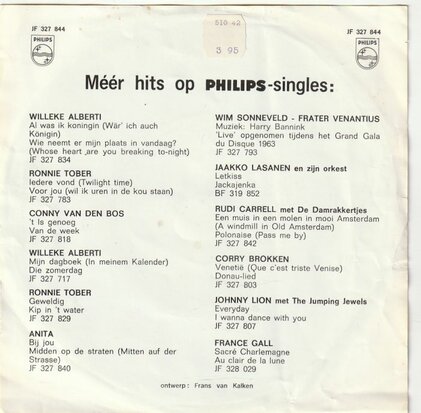 JF 327 844
PHILIPS
510 42
3 95
JF 327 844
PHILIPS
Méér hits op PHILIPS-singles:
WILLEKE ALBERTI
Al was ik koningin (Wär' ich auch
Königin)
Wie neemt er mijn plaats in vandaag?
(Whose heart ,are you breaking to-night)
JF 327 834
RONNIE TOBER
Iedere vond (Twilight time)
Voor jou (wil ik uren in de kou staan)
JF 327 783
CONNY VAN DEN BOS
't Is genoeg
Van de week
JF 327 818
WILLEKE ALBERTI
Mijn dagboek (In meinem Kalender)
Die zomerdag
JF 327 717
RONNIE TOBER
Geweldig
Kip in 't water
JF 327 829
ANITA
Bij jou
Midden op de straten (Mitten auf der
Strasse)
JF 327 840
WIM SONNEVELD - FRATER VENANTIUS
Muziek: Harry Bannink
'Live' opgenomen tijdens het Grand Gala
du Disque 1963
JF 327 793
JAAKKO LASANEN en zijn orkest
Letkiss
Jackajenka
BF 319 852
RUDI CARRELL met De Damrakkertjes
Een muis in een molen in mooi Amsterdam
(A windmill in Old Amsterdam)
Polonaise (Pass me by)
JF 327 842
CORRY BROKKEN
Venetië (Que c'est triste Venise)
Donau-lied
JF 327 803
JOHNNY LION met The Jumping Jewels
Everyday
I wanna dance with you
JF 327 807
FRANCE GALL
Sacré Charlemagne
Au clair de la lune
JF 328 029
ontwerp: Frans van Kalken